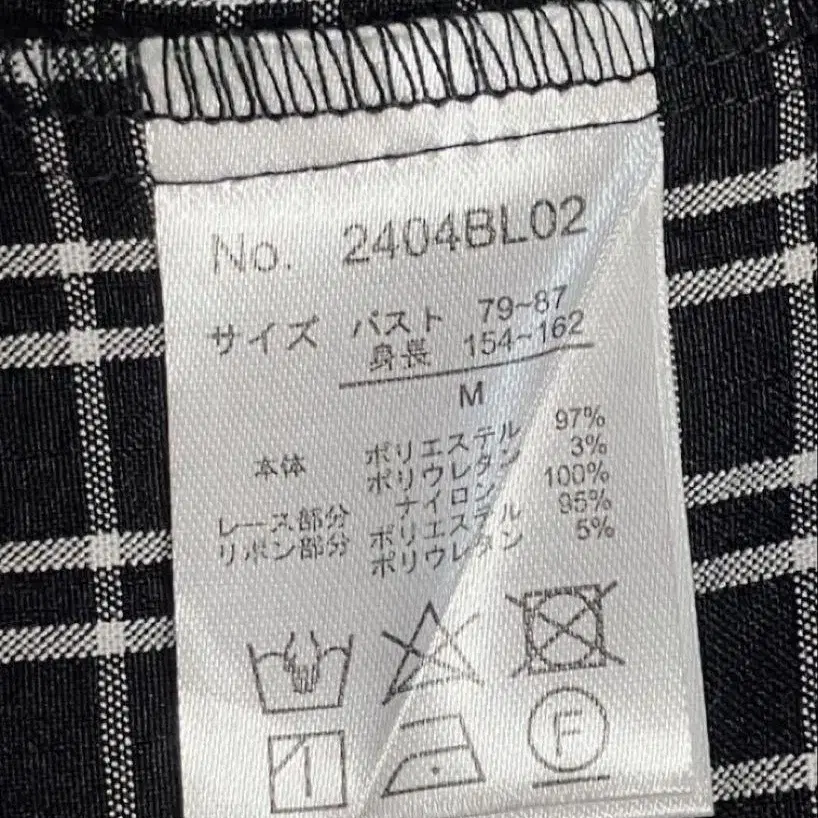 No. 2404BL02
サイズ バスト 79~87
身長 154~162
M
本体 ポリエステル 97%
ポリウレタン 3%
レース部分 ナイロン 100%
リボン部分 ポリエステル 95%
ポリウレタン 5%
F